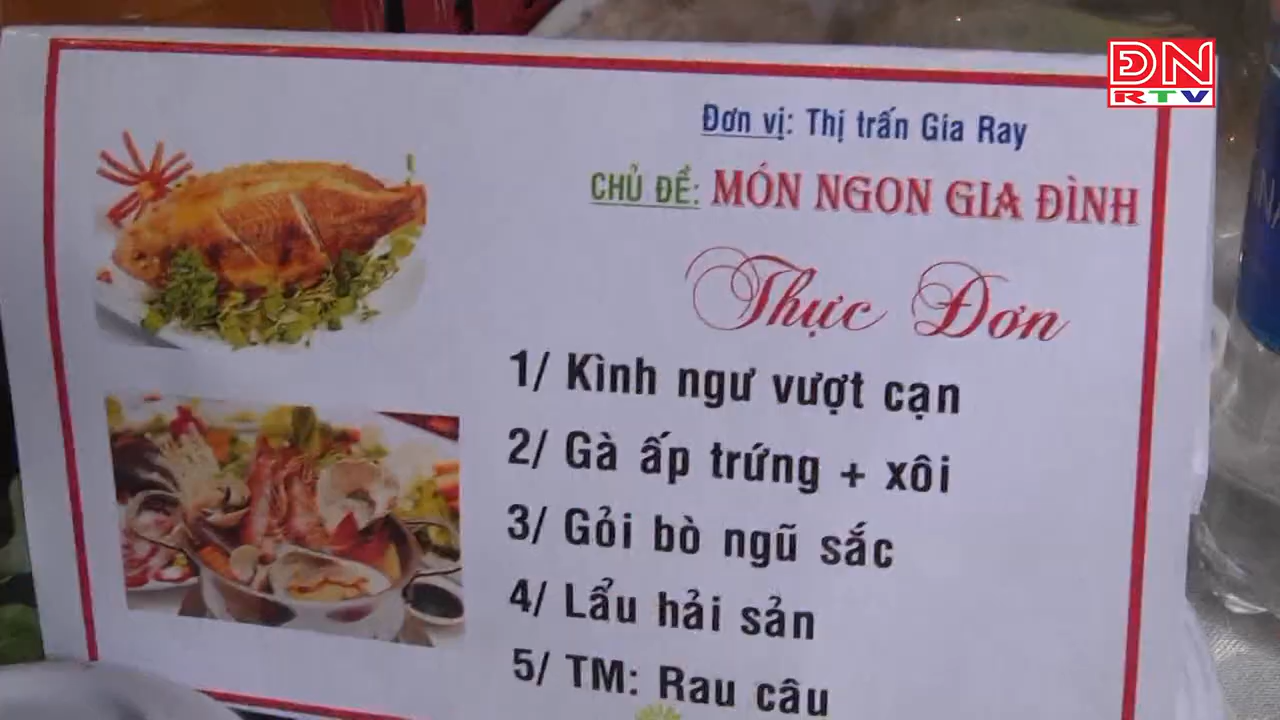 ĐN
RTV
Đơn vị: Thị trấn Gia Ray
CHỦ ĐỀ: MÓN NGON GIA ĐÌNH
Thực Đơn
1/ Kình ngư vượt cạn
2/ Gà ấp trứng + xôi
3/ Gỏi bò ngũ sắc
4/ Lẩu hải sản
5/ TM: Rau câu